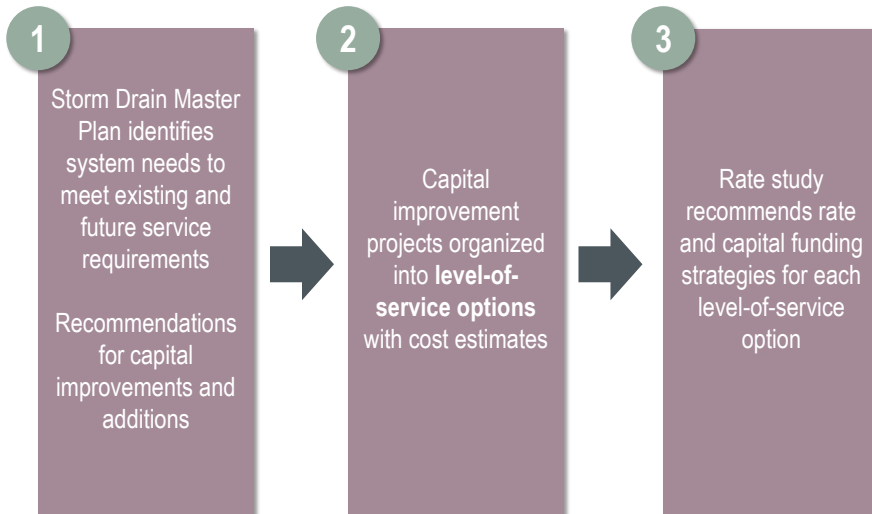 1
Storm Drain Master
Plan identifies
system needs to
meet existing and
future service
requirements
Recommendations
for capital
improvements and
additions
2
Capital
improvement
projects organized
into level-of-
service options
with cost estimates
3
Rate study
recommends rate
and capital funding
strategies for each
level-of-service
option